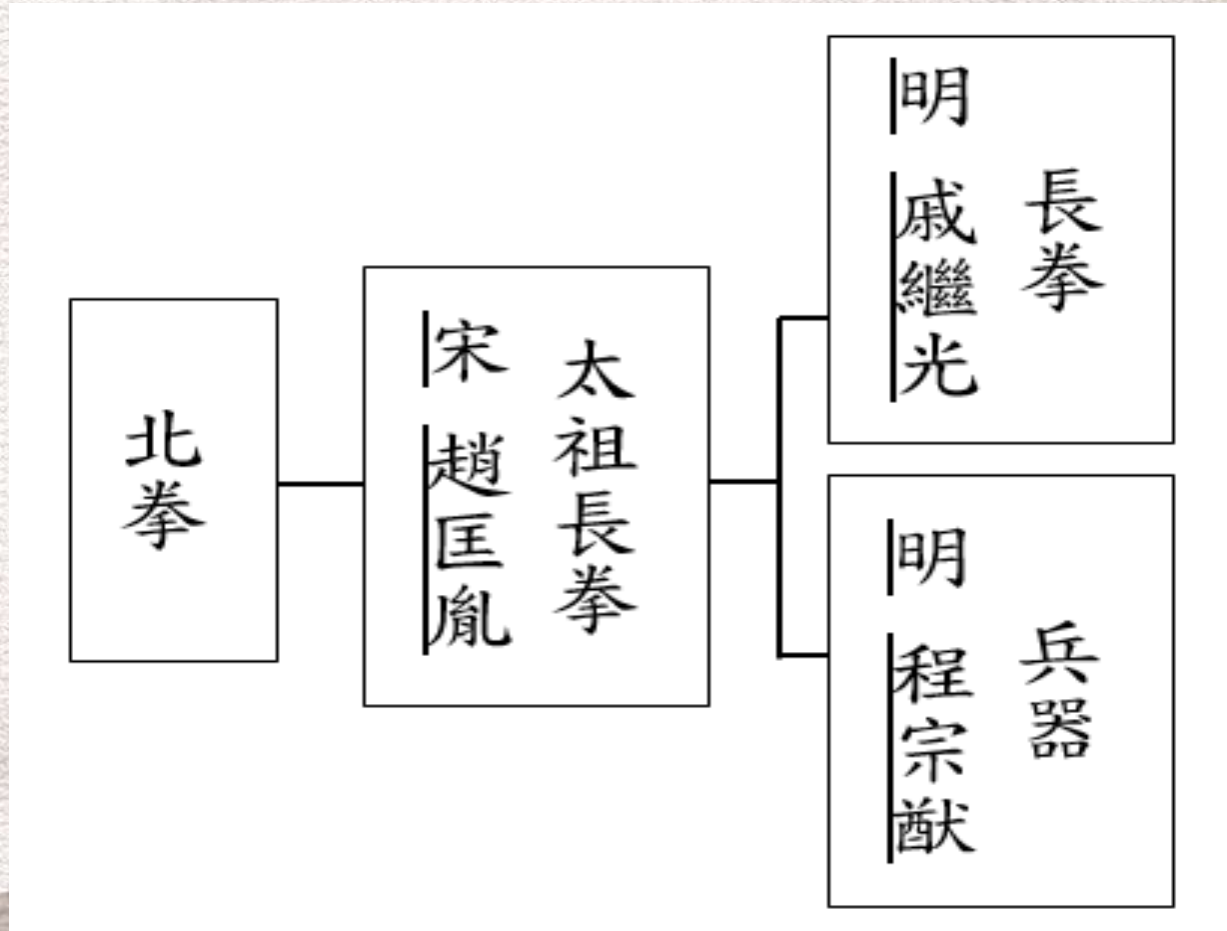 北拳
太祖長拳
宋 趙匡胤
長拳
明 戚繼光
兵器
明 程宗猷